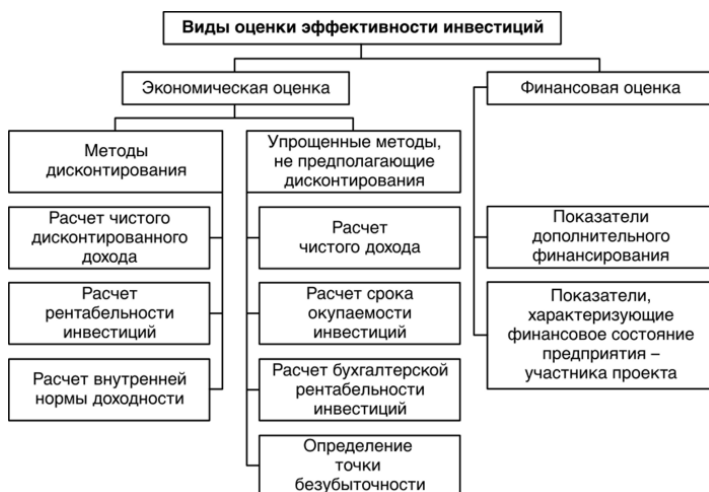 Виды оценки эффективности инвестиций
Экономическая оценка
Финансовая оценка
Методы
дисконтирования
Упрощенные методы,
не предполагающие
дисконтирования
Расчет чистого
дисконтированного
дохода
Расчет
чистого дохода
Показатели
дополнительного
финансирования
Расчет
рентабельности
инвестиций
Расчет срока
окупаемости
инвестиций
Показатели,
характеризующие
финансовое состояние
предприятия –
участника проекта
Расчет внутренней
нормы доходности
Расчет бухгалтерской
рентабельности
инвестиций
Определение
точки
безубыточности